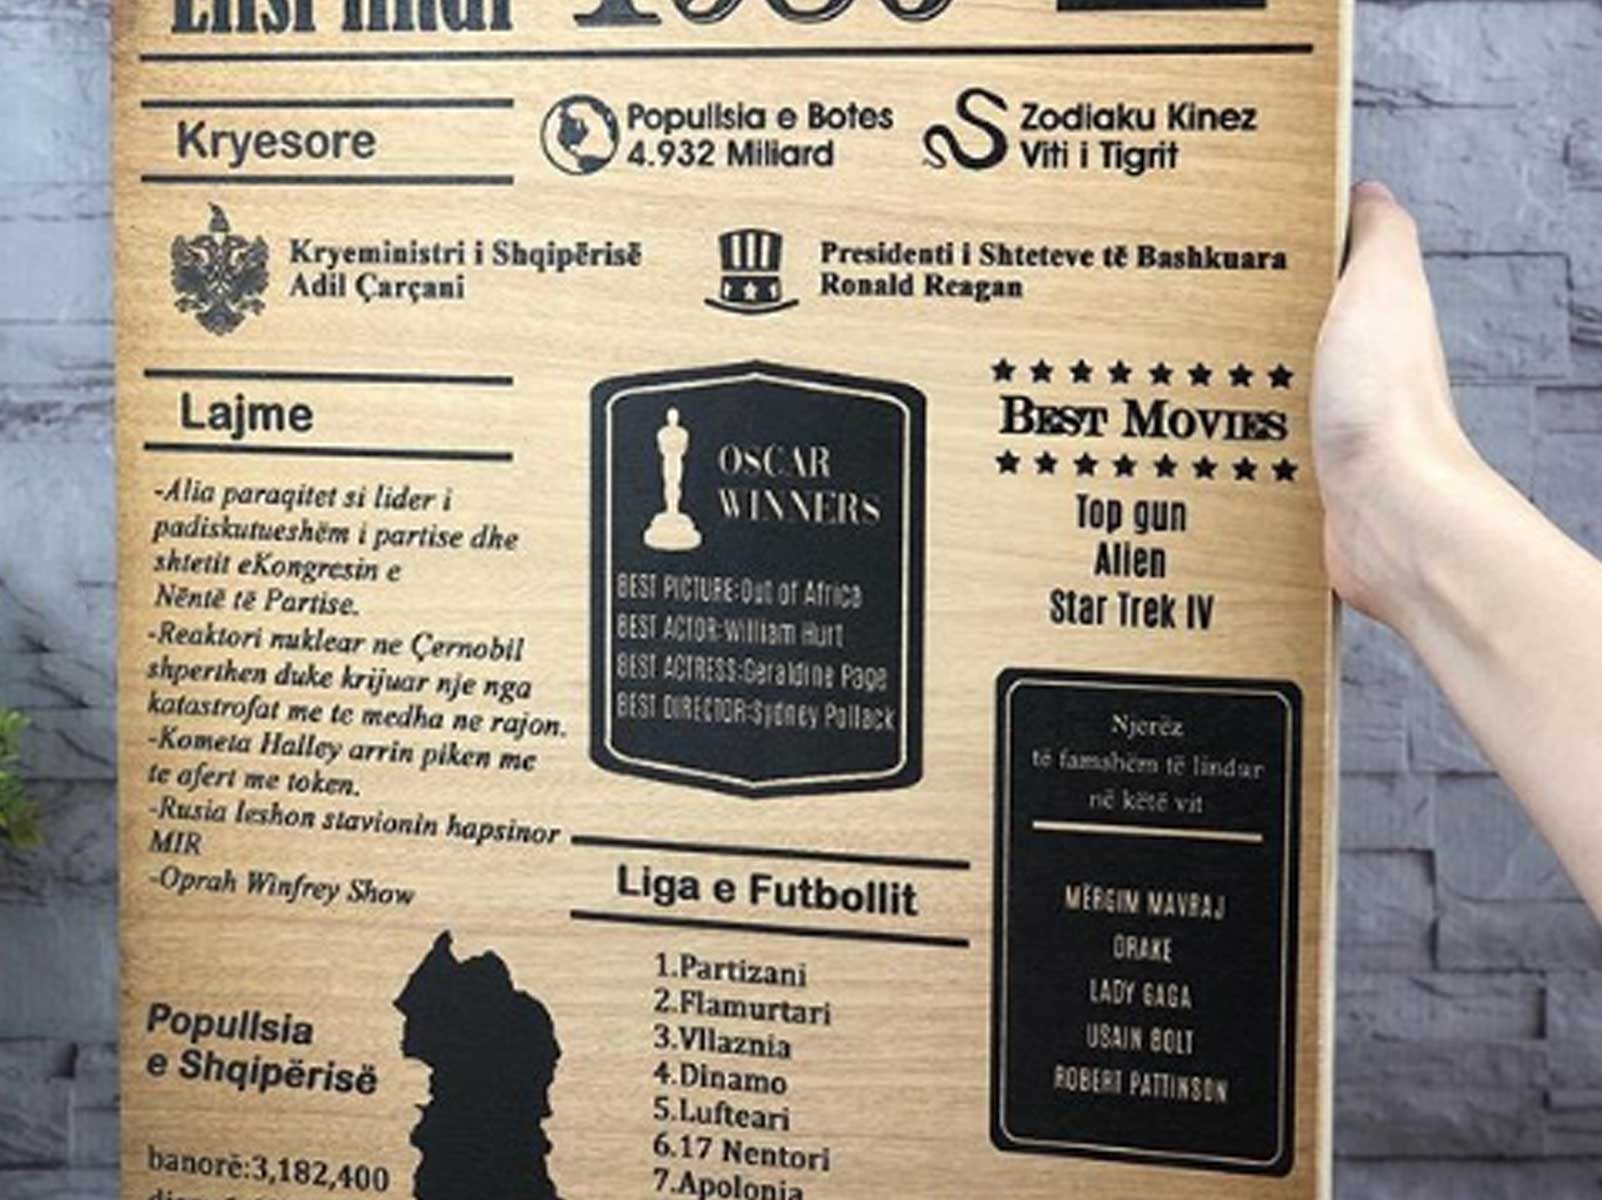 Elisi lindi 1986
Kryesore
Popullsia e Botes
4.932 Miliard
Zodiaku Kinez
Viti i Tigrit
Kryeministri i Shqipërisë
Adil Çarçani
Presidenti i Shteteve të Bashkuara
Ronald Reagan
Lajme
-Alia paraqitet si lider i
padiskutueshëm i partise dhe
shtetit eKongresin e
Nëntë të Partise.
-Reaktori nuklear ne Çernobil
shperthen duke krijuar nje nga
katastrofat me te medha ne rajon.
-Kometa Halley arrin piken me
te afert me token.
-Rusia leshon stavionin hapsinor
MIR
-Oprah Winfrey Show
OSCAR
WINNERS
BEST PICTURE:Out of Africa
BEST ACTOR:William Hurt
BEST ACTRESS:Geraldine Page
BEST DIRECTOR:Sydney Pollack
BEST MOVIES
Top gun
Alien
Star Trek IV
Njerëz
të famshëm të lindur
në këtë vit
MËRGIM MAVRAJ
DRAKE
LADY GAGA
USAIN BOLT
ROBERT PATTINSON
Liga e Futbollit
1.Partizani
2.Flamurtari
3.Vllaznia
4.Dinamo
5.Lufteari
6.17 Nentori
7.Apolonia
Popullsia
e Shqipërisë
banorë:3,182,400